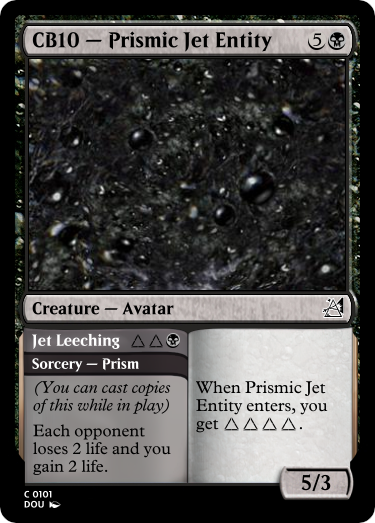 CB10 — Prismic Jet Entity 5
Creature — Avatar
Jet Leeching △△
Sorcery — Prism
(You can cast copies
of this while in play)
Each opponent
loses 2 life and you
gain 2 life.
When Prismic Jet
Entity enters, you
get △△△△.
5/3
C 0101
DOU